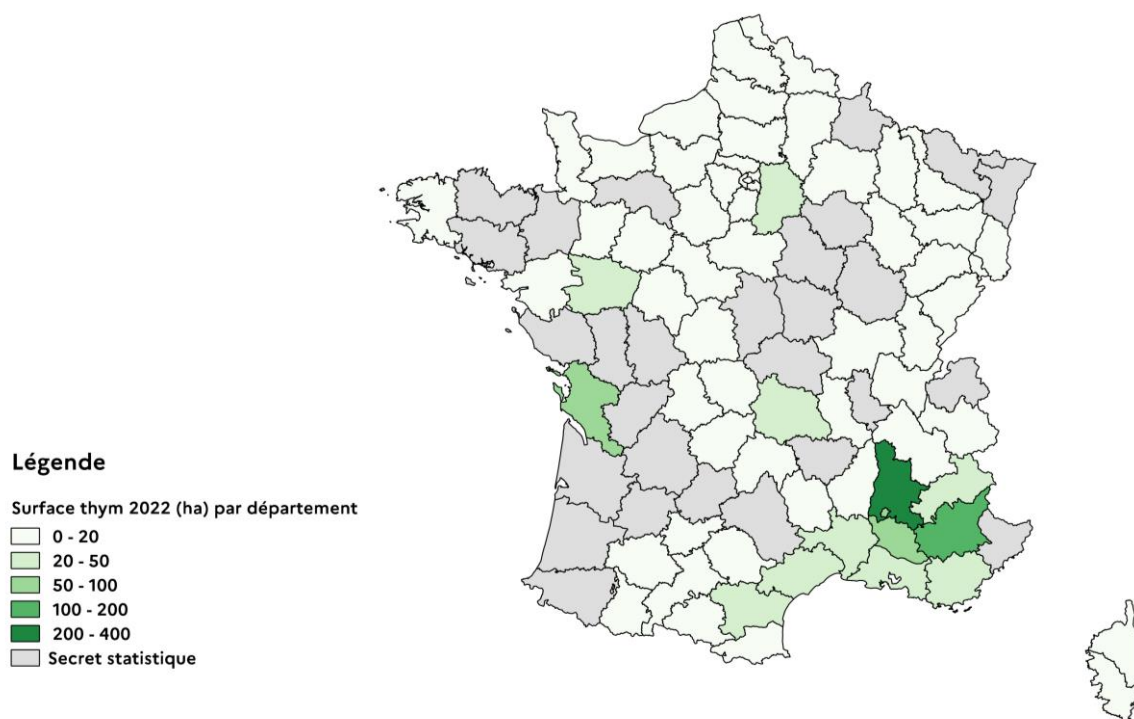 Légende
Surface thym 2022 (ha) par département
0 - 20
20 - 50
50 - 100
100 - 200
200 - 400
Secret statistique